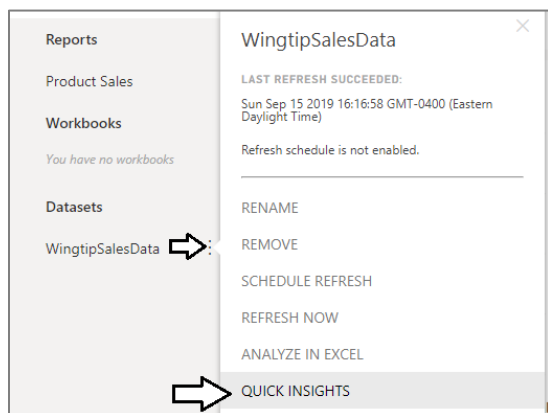 Reports
Product Sales
Workbooks
You have no workbooks
Datasets
WingtipSalesData
WingtipSalesData
LAST REFRESH SUCCEEDED:
Sun Sep 15 2019 16:16:58 GMT-0400 (Eastern
Daylight Time)
Refresh schedule is not enabled.
RENAME
REMOVE
SCHEDULE REFRESH
REFRESH NOW
ANALYZE IN EXCEL
QUICK INSIGHTS